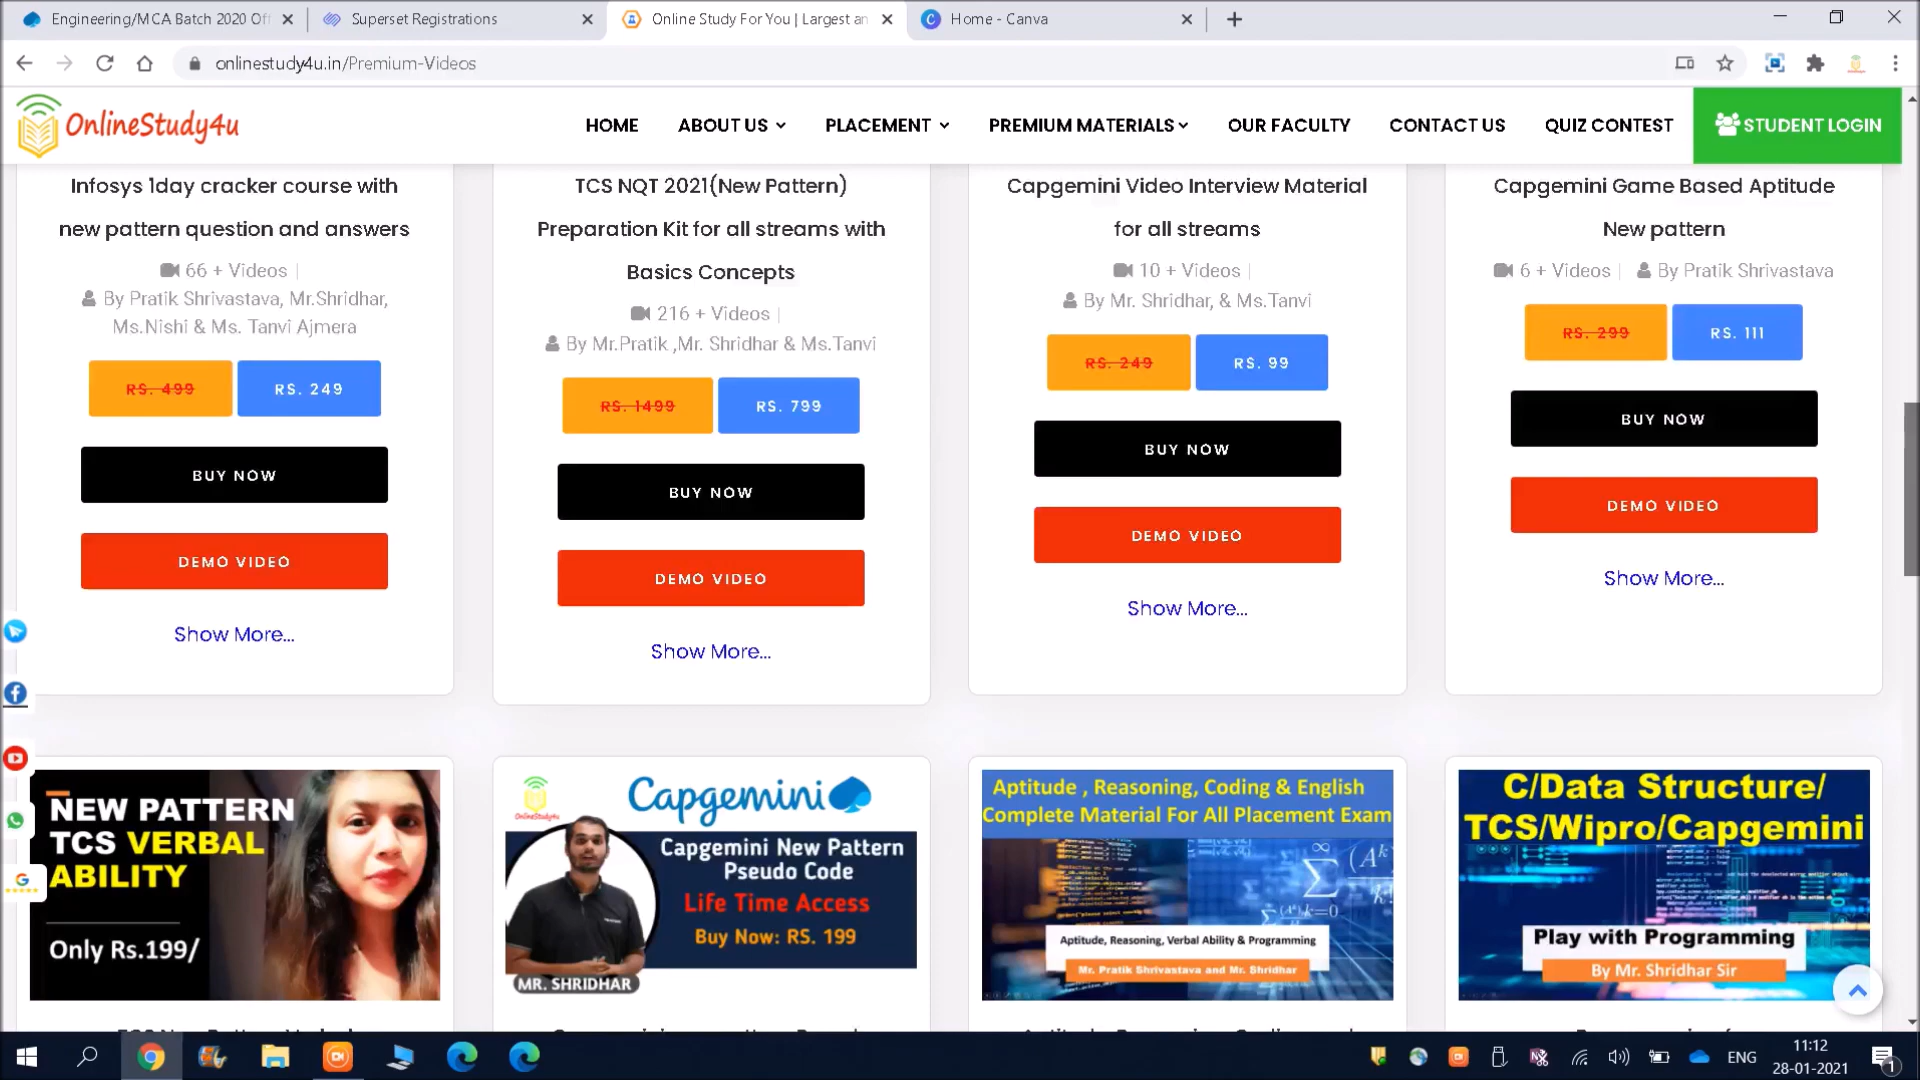 Engineering/MCA Batch 2020 Off
Superset Registrations
Online Study For You | Largest an
Home - Canva
onlinestudy4u.in/Premium-Videos
OnlineStudy4u
HOME
ABOUT US
PLACEMENT
PREMIUM MATERIALS
OUR FACULTY
CONTACT US
QUIZ CONTEST
STUDENT LOGIN
Infosys 1day cracker course with
new pattern question and answers
66 + Videos |
By Pratik Shrivastava, Mr.Shridhar,
Ms.Nishi & Ms. Tanvi Ajmera
RS. 499
RS. 249
BUY NOW
DEMO VIDEO
Show More...
TCS NQT 2021(New Pattern)
Preparation Kit for all streams with
Basics Concepts
216 + Videos |
By Mr.Pratik ,Mr. Shridhar & Ms.Tanvi
RS. 1499
RS. 799
BUY NOW
DEMO VIDEO
Show More...
Capgemini Video Interview Material
for all streams
10 + Videos |
By Mr. Shridhar, & Ms.Tanvi
RS. 249
RS. 99
BUY NOW
DEMO VIDEO
Show More...
Capgemini Game Based Aptitude
New pattern
6 + Videos | By Pratik Shrivastava
RS. 299
RS. 111
BUY NOW
DEMO VIDEO
Show More...
NEW PATTERN
TCS VERBAL
ABILITY
Only Rs.199/
OnlineStudy4u
Capgemini
Capgemini New Pattern
Pseudo Code
Life Time Access
Buy Now: RS. 199
MR. SHRIDHAR
Aptitude , Reasoning, Coding & English
Complete Material For All Placement Exam
Aptitude, Reasoning, Verbal Ability & Programming
Mr. Pratik Shrivastava and Mr. Shridhar
C/Data Structure/
TCS/Wipro/Capgemini
Play with Programming
By Mr. Shridhar Sir
ENG
11:12
28-01-2021
1